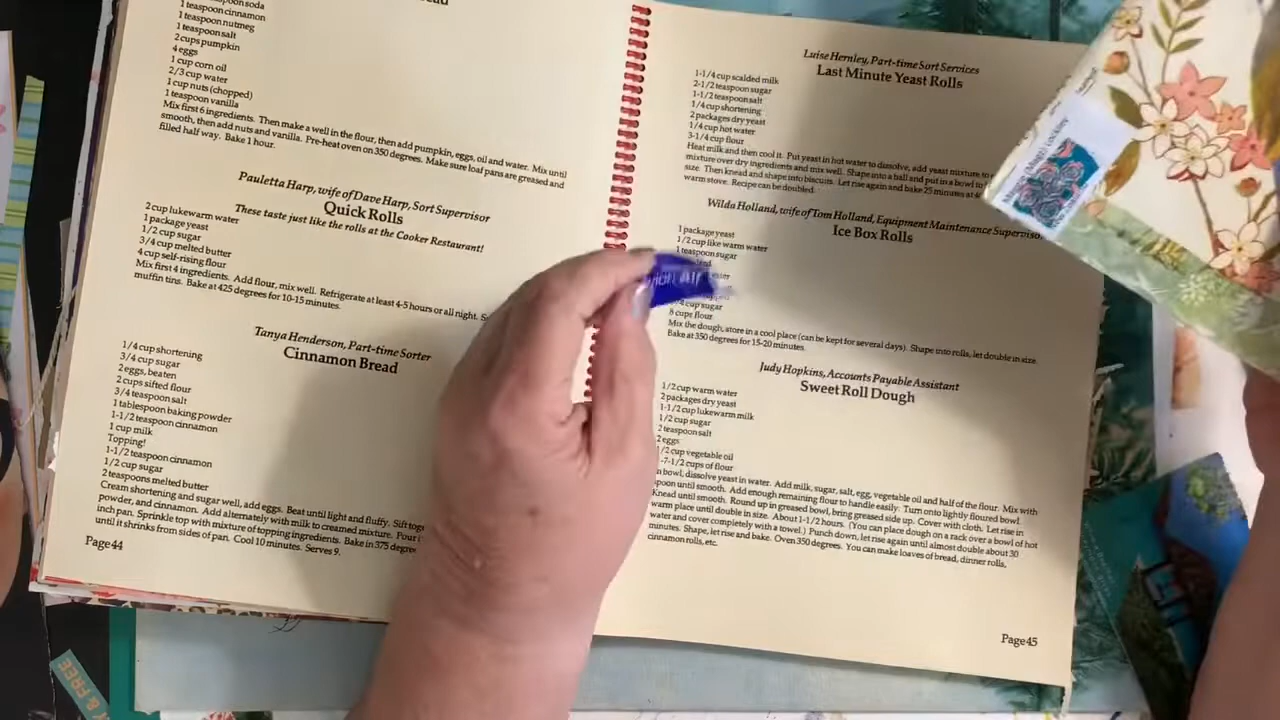 1 teaspoon cinnamon
1 teaspoon nutmeg
1 teaspoon salt
2 cups pumpkin
4 eggs
1 cup corn oil
2/3 cup water
1 cup nuts (chopped)
1 teaspoon vanilla
Mix first 6 ingredients. Then make a well in the flour, then add pumpkin, eggs, oil and water. Mix until
smooth, then add nuts and vanilla. Pre-heat oven on 350 degrees. Make sure loaf pans are greased and
filled half way. Bake 1 hour.
Pauletta Harp, wife of Dave Harp, Sort Supervisor
Quick Rolls
These taste just like the rolls at the Cooker Restaurant!
2 cup lukewarm water
1 package yeast
1/2 cup sugar
3/4 cup melted butter
4 cup self-rising flour
Mix first 4 ingredients. Add flour, mix well. Refrigerate at least 4-5 hours or all night.
muffin tins. Bake at 425 degrees for 10-15 minutes.
Tanya Henderson, Part-time Sorter
Cinnamon Bread
1/4 cup shortening
3/4 cup sugar
2 eggs, beaten
2 cups sifted flour
3/4 teaspoon salt
1 tablespoon baking powder
1-1/2 teaspoon cinnamon
1 cup milk
Topping!
1-1/2 teaspoon cinnamon
1/2 cup sugar
2 teaspoons melted butter
Cream shortening and sugar well, add eggs. Beat until light and fluffy. Sift
powder, and cinnamon. Add alternately with milk to creamed mixture. Pour
inch pan. Sprinkle top with mixture of topping ingredients. Bake in 375
until it shrinks from sides of pan. Cool 10 minutes. Serves 9.
Page 44
Luise Hernley, Part-time Sort Services
Last Minute Yeast Rolls
1-1/4 cup scalded milk
2-1/2 teaspoon sugar
1-1/2 teaspoon salt
1/4 cup shortening
2 packages dry yeast
1/4 cup hot water
3-1/4 cup flour
Heat milk and then cool it. Put yeast in hot water to dissolve, add yeast mixture to
mixture over dry ingredients and mix well. Shape into a ball and put in a bowl to
size. Then knead and shape into biscuits. Let rise again and bake 25 minutes at
warm stove. Recipe can be doubled.
Wilda Holland, wife of Tom Holland, Equipment Maintenance Supervisor
Ice Box Rolls
1 package yeast
1/2 cup like warm water
1 teaspoon sugar
cup sugar
8 cups flour
Mix the dough, store in a cool place (can be kept for several days). Shape into rolls, let double in size.
Bake at 350 degrees for 15-20 minutes.
Judy Hopkins, Accounts Payable Assistant
Sweet Roll Dough
1/2 cup warm water
2 packages dry yeast
1-1/2 cup lukewarm milk
1/2 cup sugar
2 teaspoon salt
2 eggs
1/2 cup vegetable oil
-7-1/2 cups of flour
bowl, dissolve yeast in water. Add milk, sugar, salt, egg, vegetable oil and half of the flour. Mix with
spoon until smooth. Add enough remaining flour to handle easily. Turn onto lightly floured bowl.
Knead until smooth. Round up in greased bowl, bring greased side up. Cover with cloth. Let rise in
warm place until double in size. About 1-1/2 hours. (You can place dough on a rack over a bowl of hot
water and cover completely with a towel.) Punch down, let rise again until almost double about 30
minutes. Shape, let rise and bake. Oven 350 degrees. You can make loaves of bread, dinner rolls,
cinnamon rolls, etc.
Page 45
& FREE